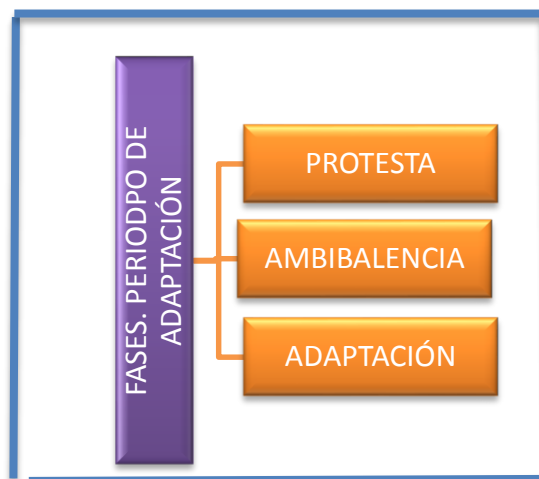 FASES. PERIODPO DE
ADAPTACIÓN
PROTESTA
AMBIBALENCIA
ADAPTACIÓN